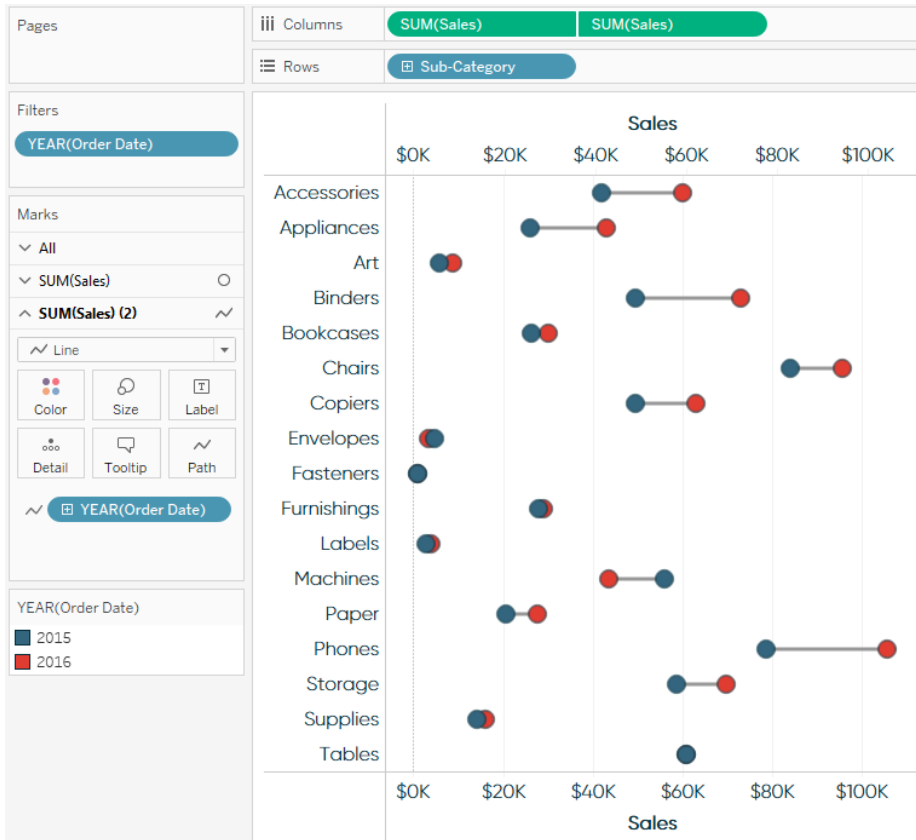 Pages
Columns SUM(Sales) SUM(Sales)
Rows Sub-Category
Filters
YEAR(Order Date)
Marks
All
SUM(Sales)
SUM(Sales) (2)
Line
Color Size Label
Detail Tooltip Path
YEAR(Order Date)
YEAR(Order Date)
2015
2016
Sales
$0K $20K $40K $60K $80K $100K
Accessories
Appliances
Art
Binders
Bookcases
Chairs
Copiers
Envelopes
Fasteners
Furnishings
Labels
Machines
Paper
Phones
Storage
Supplies
Tables
$0K $20K $40K $60K $80K $100K
Sales